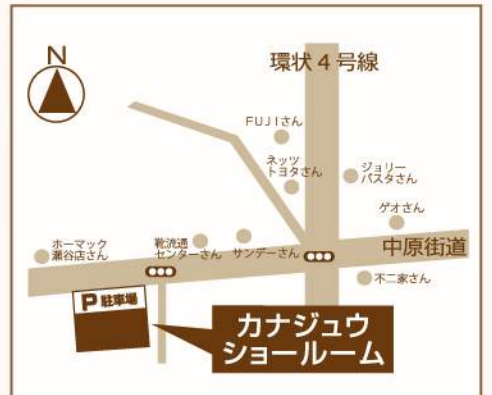 N
環状4号線
FUJIさん
ネッツ
トヨタさん
ジョリー
パスタさん
ゲオさん
ホーマック
瀬谷店さん
靴流通
センターさん
サンデーさん
中原街道
不二家さん
P 駐車場
カナジュウ
ショールーム